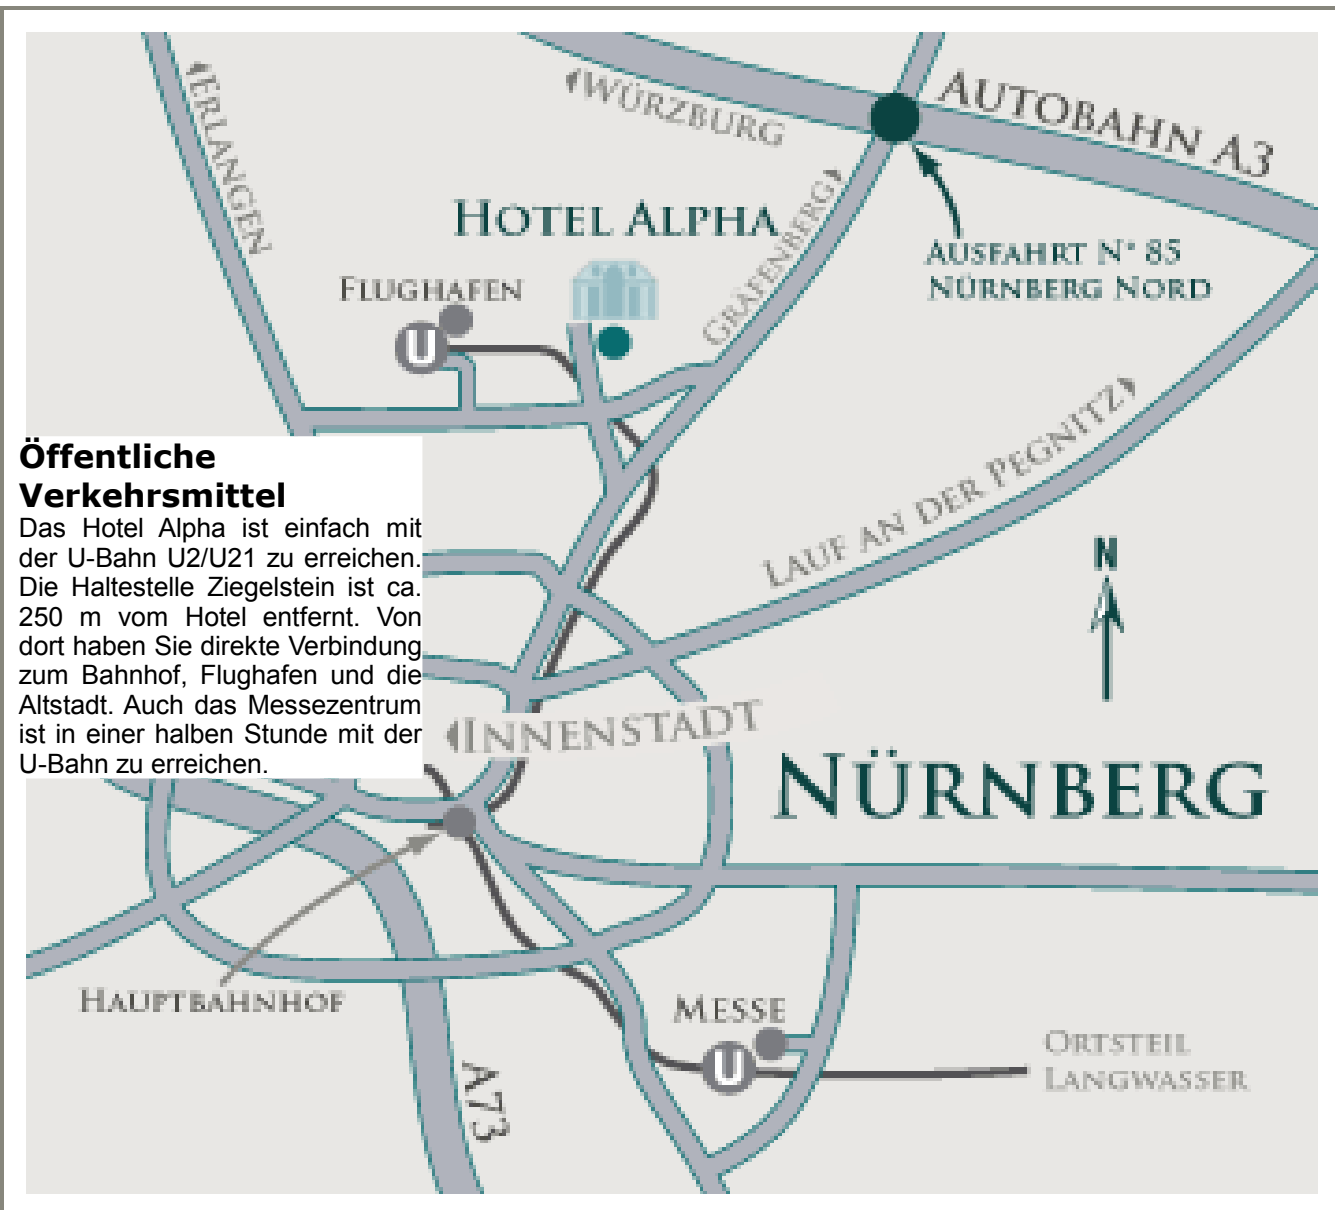 ERLANGEN
WÜRZBURG
AUTOBAHN A3
GRÄFENBERG
HOTEL ALPHA
AUSFAHRT N° 85
NÜRNBERG NORD
FLUGHAFEN
U
LAUF AN DER PEGNITZ
Öffentliche
Verkehrsmittel
Das Hotel Alpha ist einfach mit
der U-Bahn U2/U21 zu erreichen.
Die Haltestelle Ziegelstein ist ca.
250 m vom Hotel entfernt. Von
dort haben Sie direkte Verbindung
zum Bahnhof, Flughafen und die
Altstadt. Auch das Messezentrum
ist in einer halben Stunde mit der
U-Bahn zu erreichen.
N
INNENSTADT
NÜRNBERG
HAUPTBAHNHOF
MESSE
U
ORTSTEIL
LANGWASSER
A73